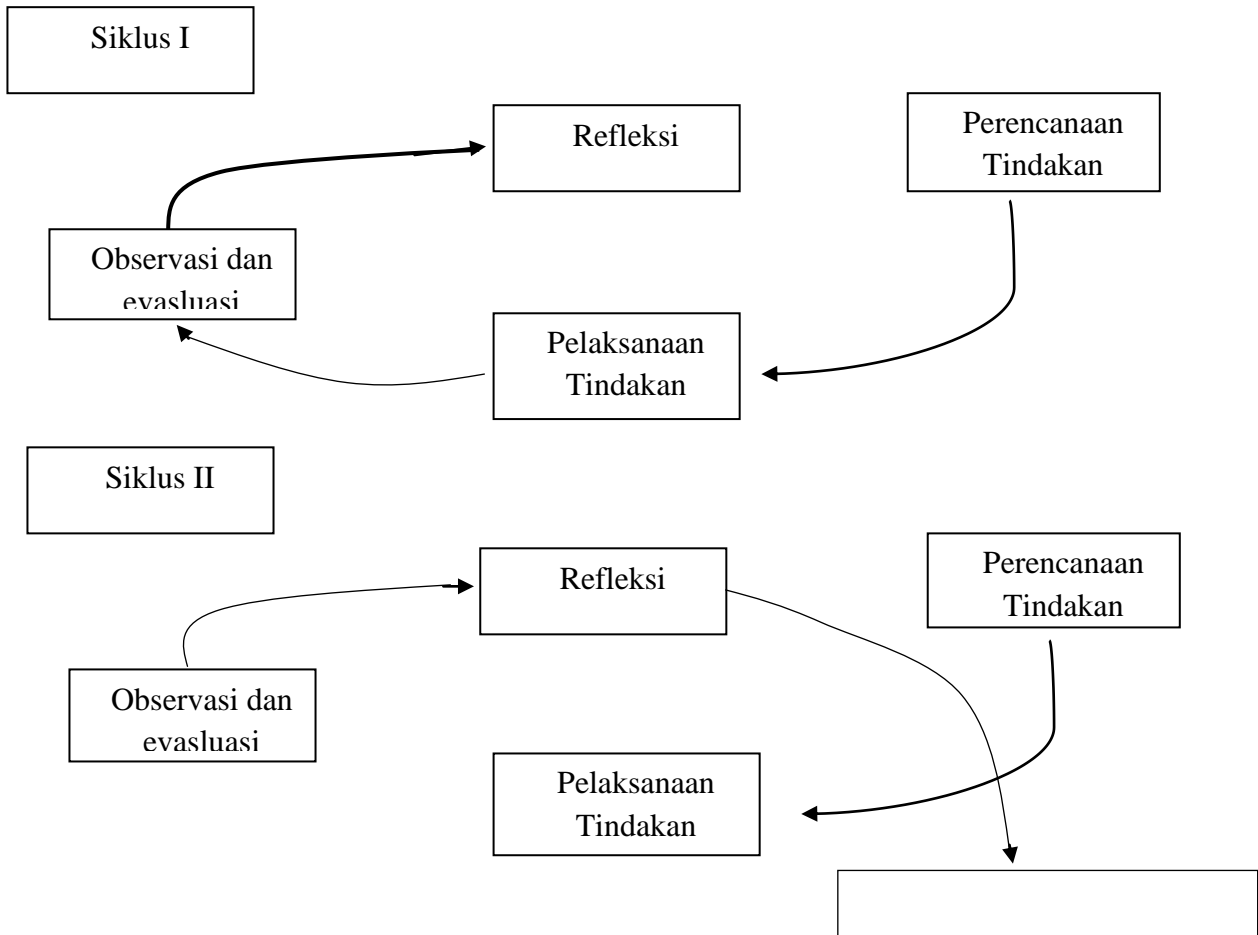 Siklus I
Refleksi
Perencanaan
Tindakan
Observasi dan
evasluasi
Pelaksanaan
Tindakan
Siklus II
Refleksi
Perencanaan
Tindakan
Observasi dan
evasluasi
Pelaksanaan
Tindakan